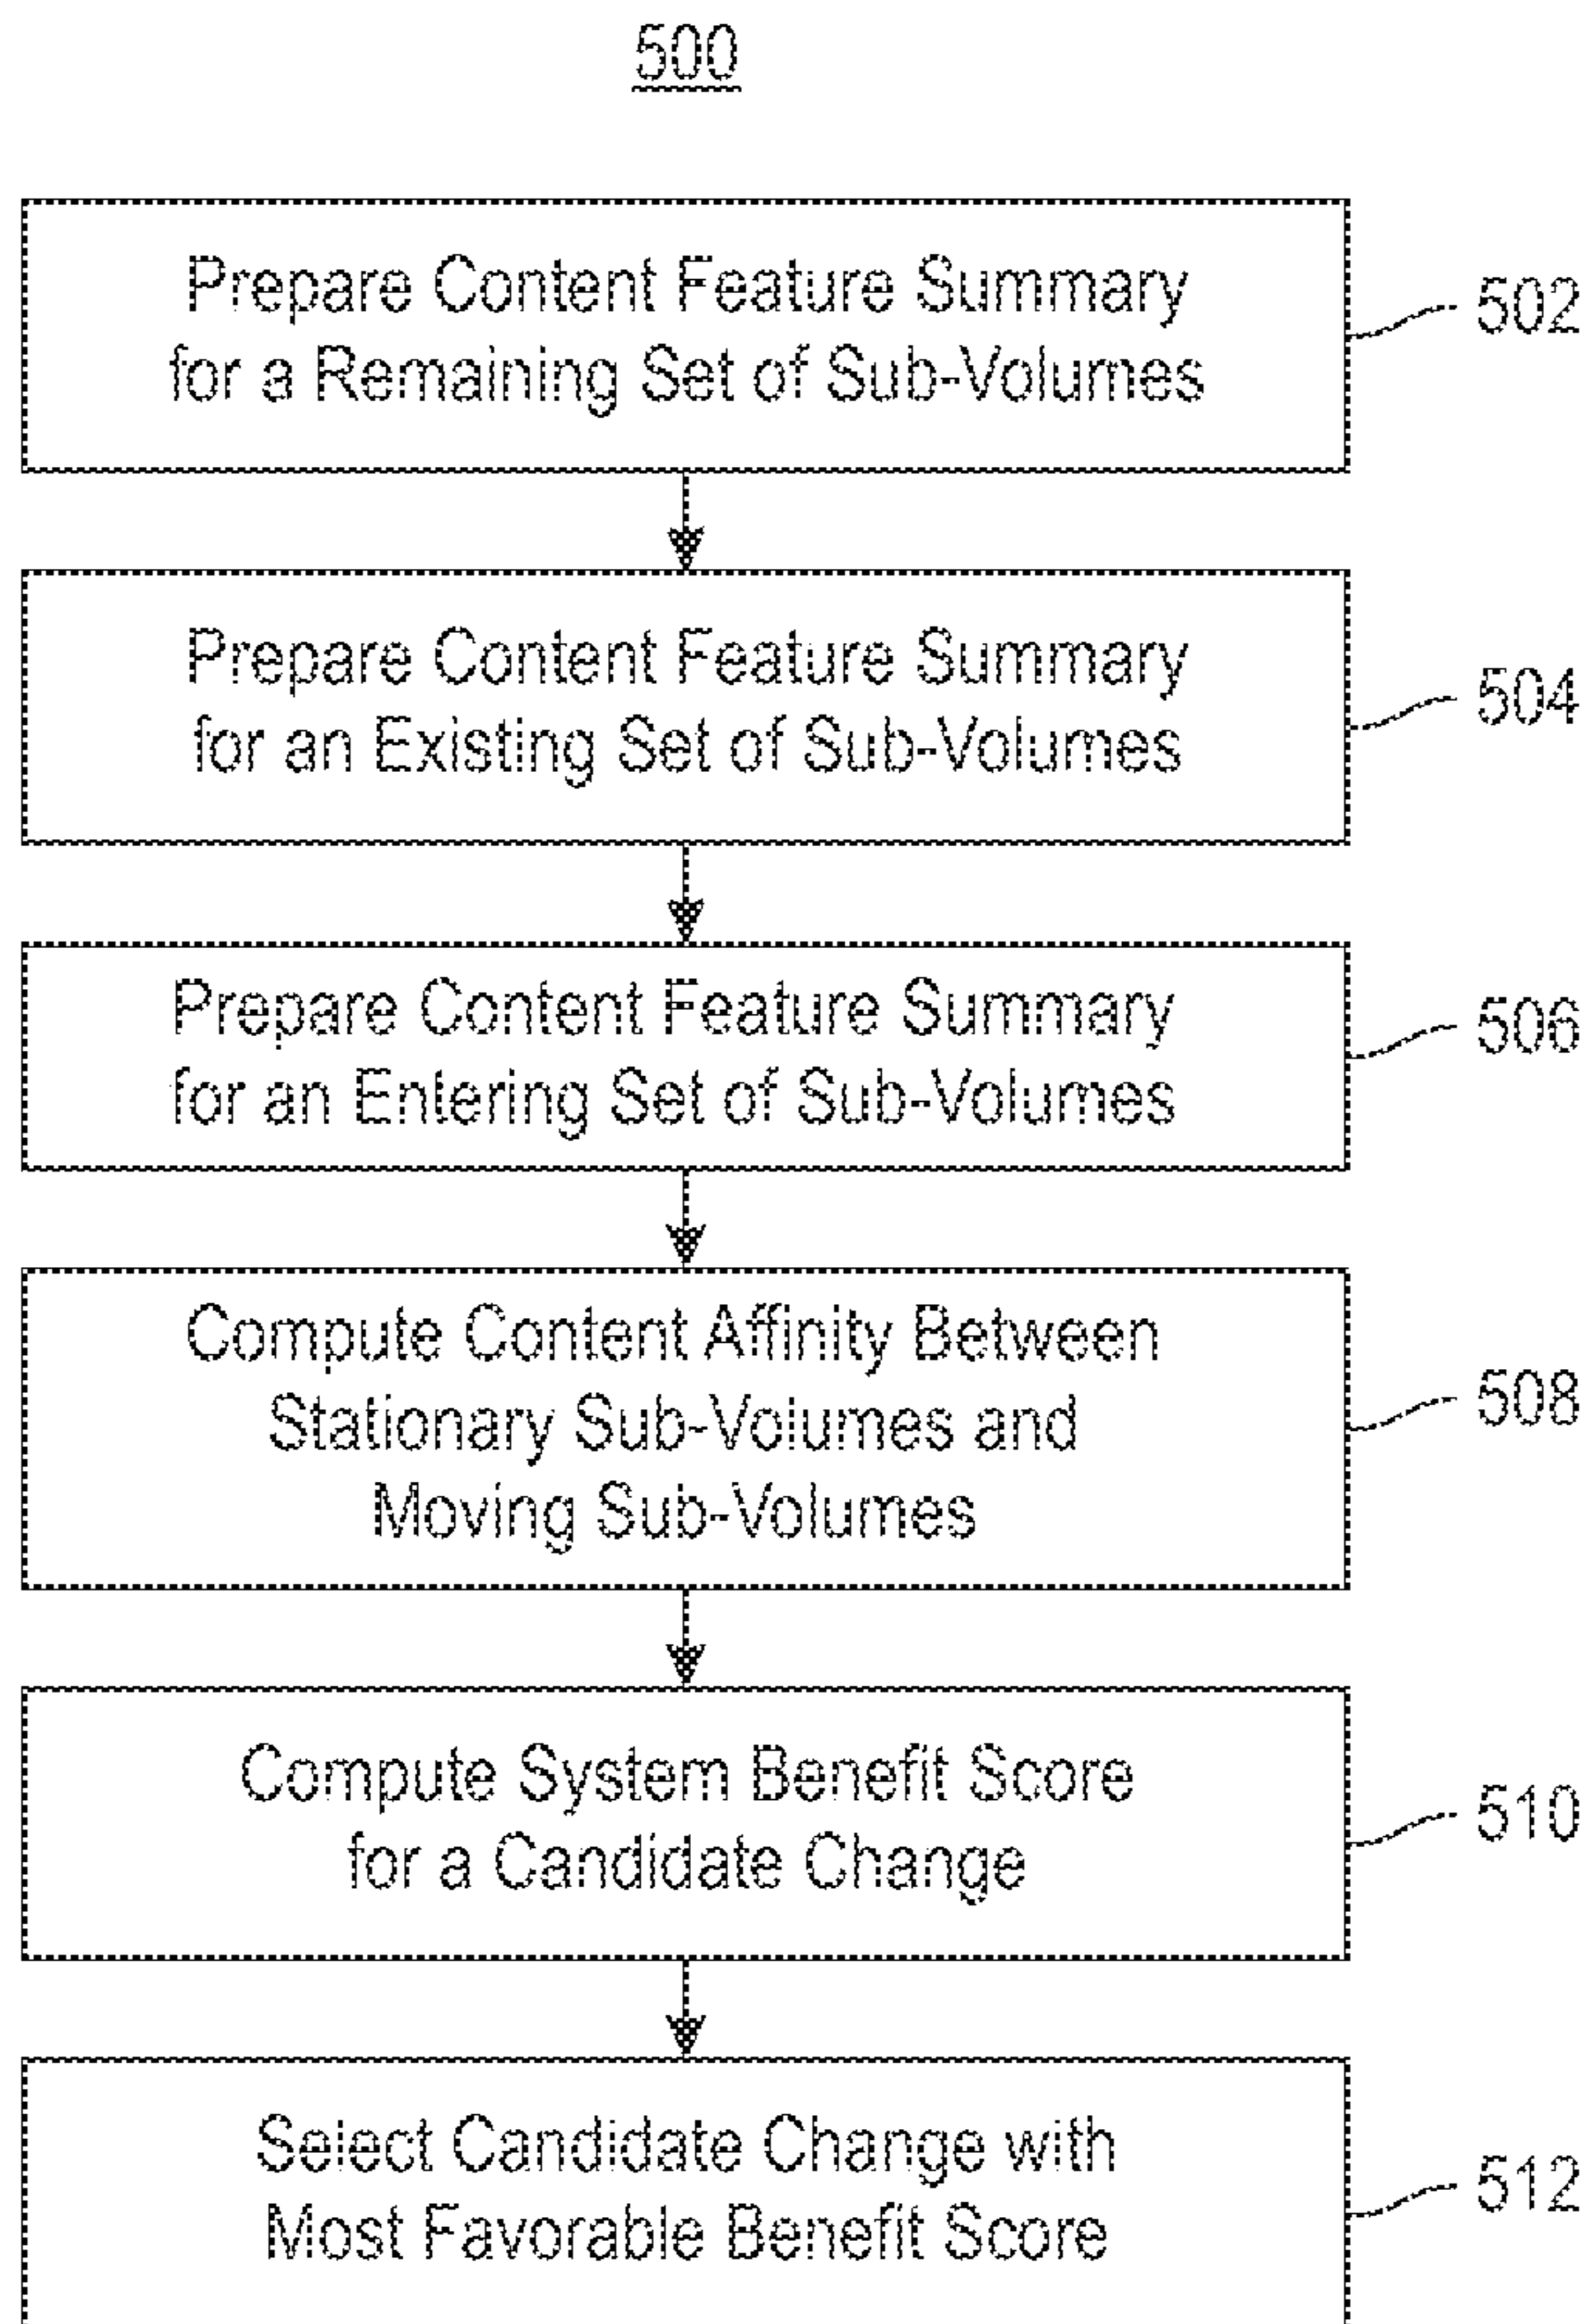 500
Prepare Content Feature Summary
for a Remaining Set of Sub-Volumes
502
Prepare Content Feature Summary
for an Existing Set of Sub-Volumes
504
Prepare Content Feature Summary
for an Entering Set of Sub-Volumes
506
Compute Content Affinity Between
Stationary Sub-Volumes and
Moving Sub-Volumes
508
Compute System Benefit Score
for a Candidate Change
510
Select Candidate Change with
Most Favorable Benefit Score
512